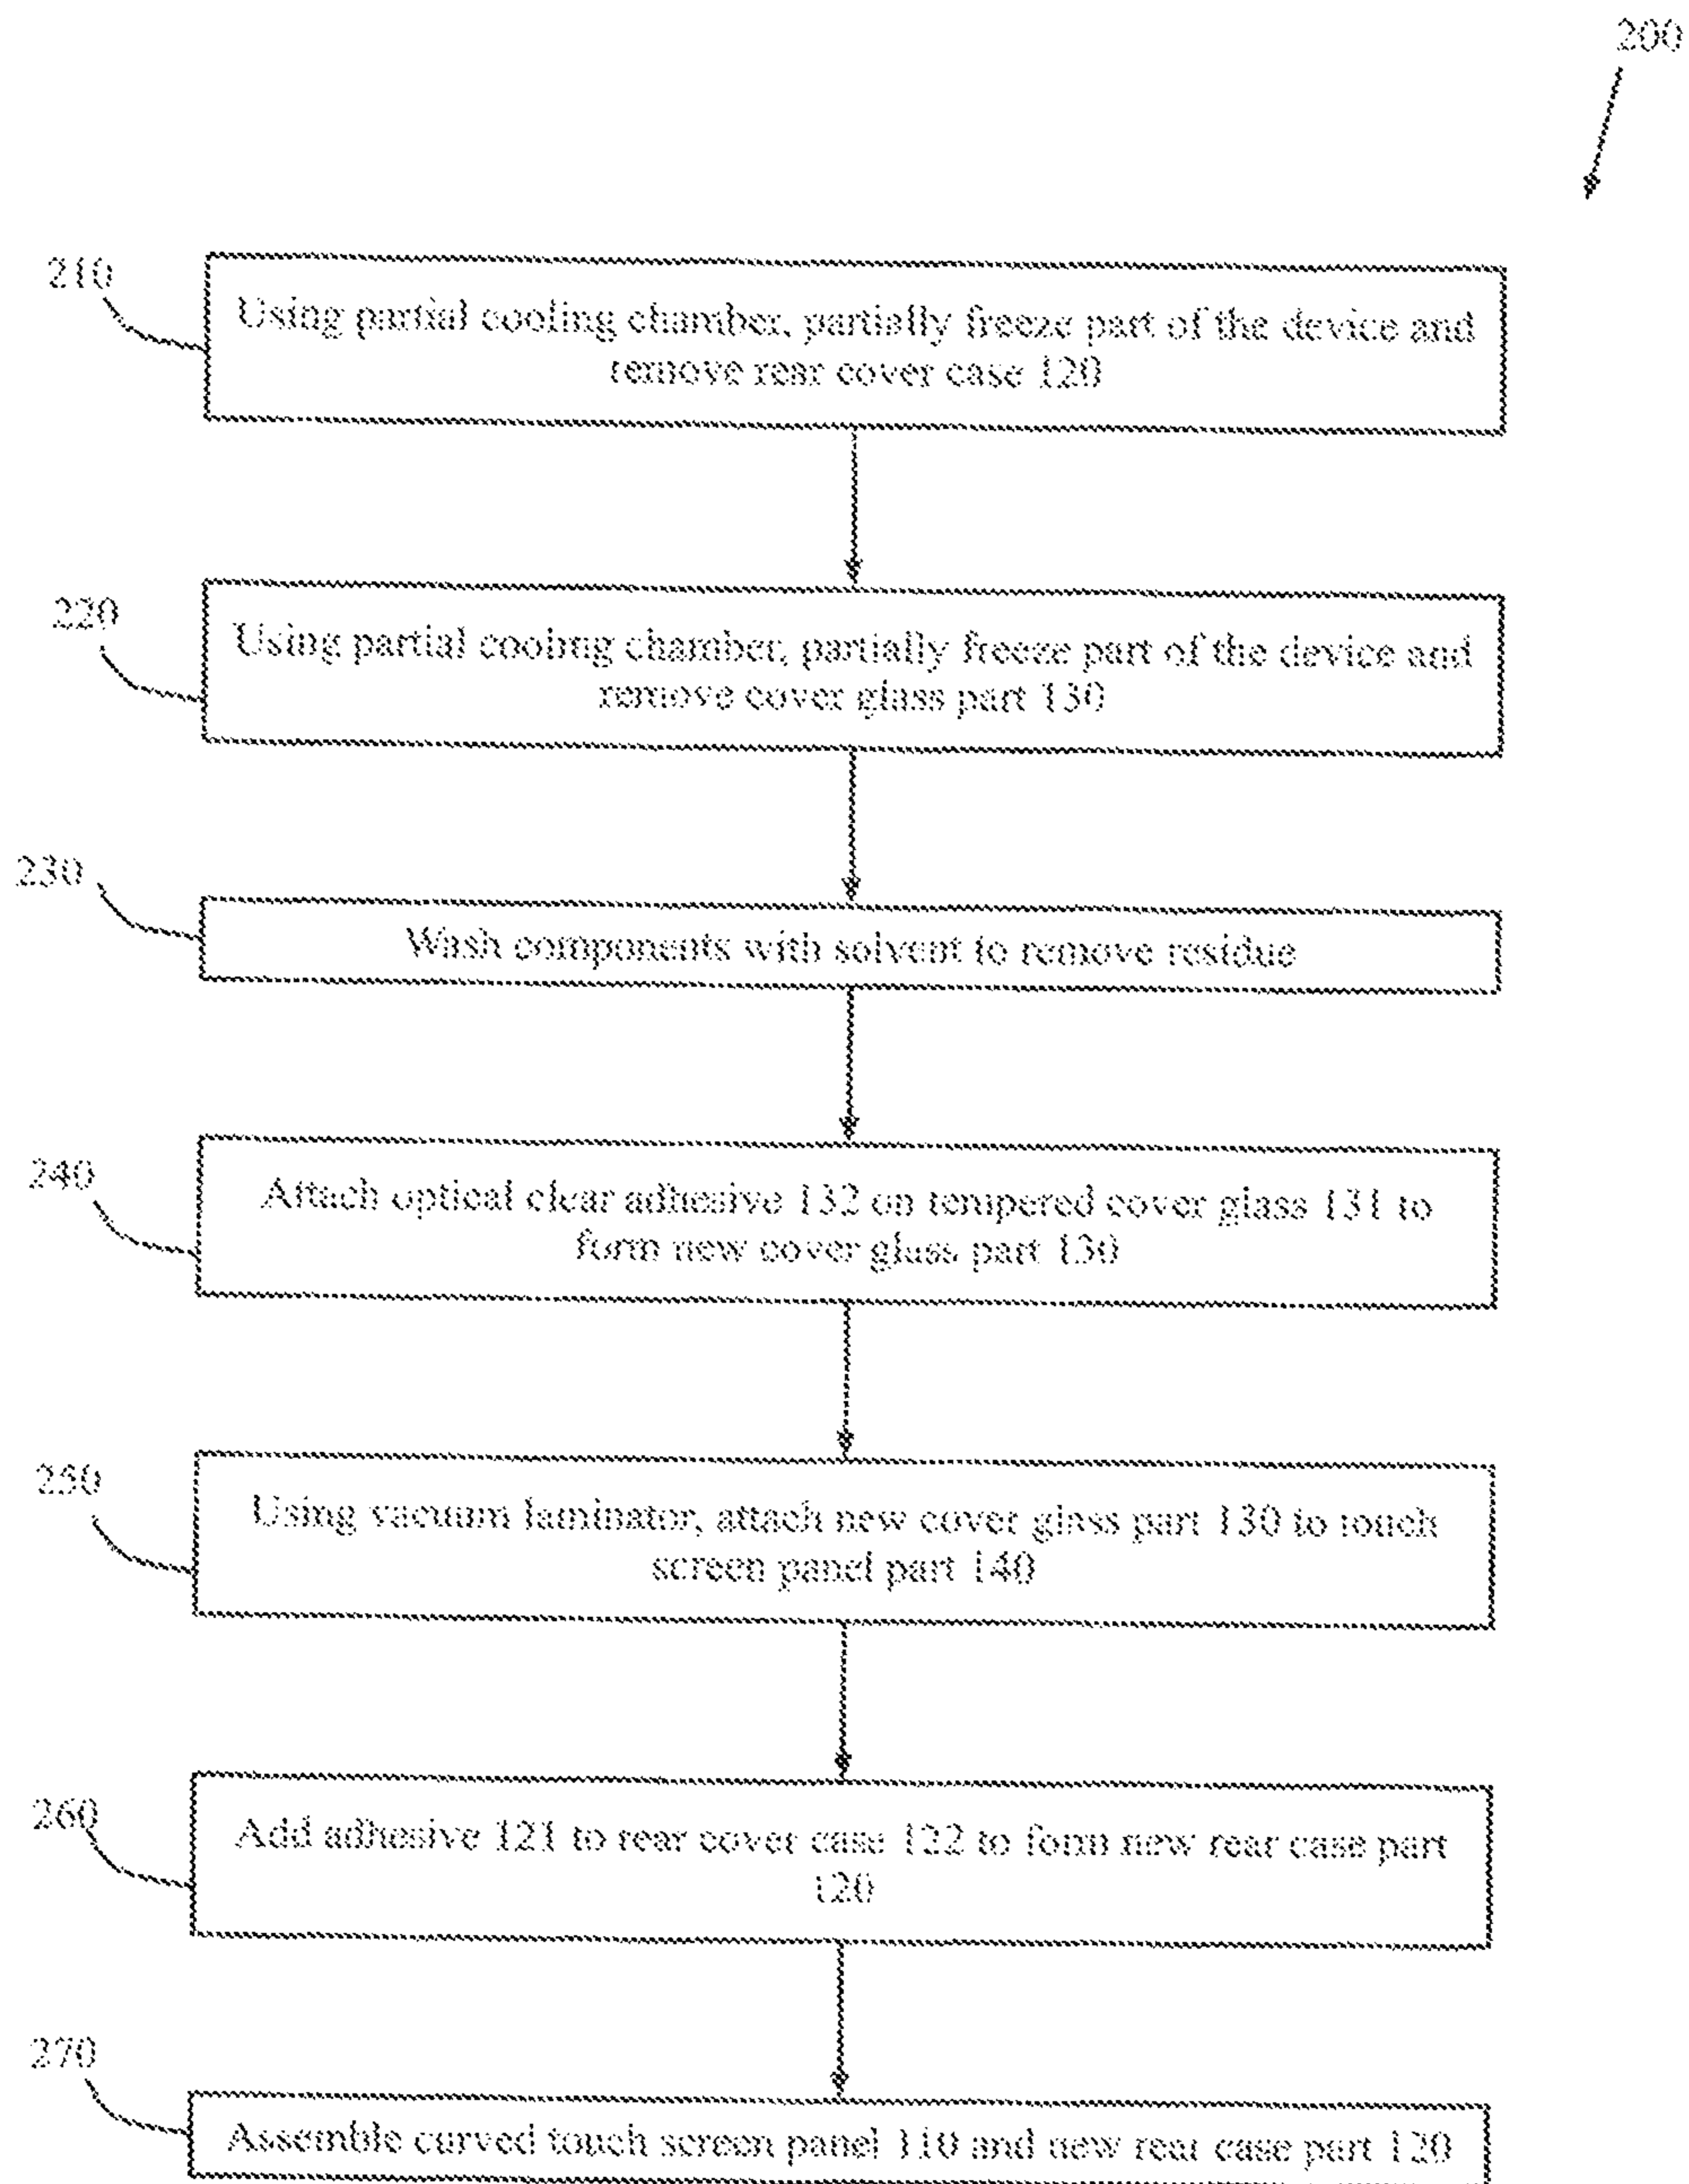 200
210
Using partial cooling chamber, partially freeze part of the device and
remove rear cover case 120
220
Using partial cooling chamber, partially freeze part of the device and
remove cover glass part 130
230
Wash components with solvent to remove residue
240
Attach optical clear adhesive 132 on tempered cover glass 131 to
form new cover glass part 130
250
Using vacuum laminator, attach new cover glass part 130 to touch
screen panel part 140
260
Add adhesive 121 to rear cover case 122 to form new rear case part
120
270
Assemble curved touch screen panel 110 and new rear case part 120